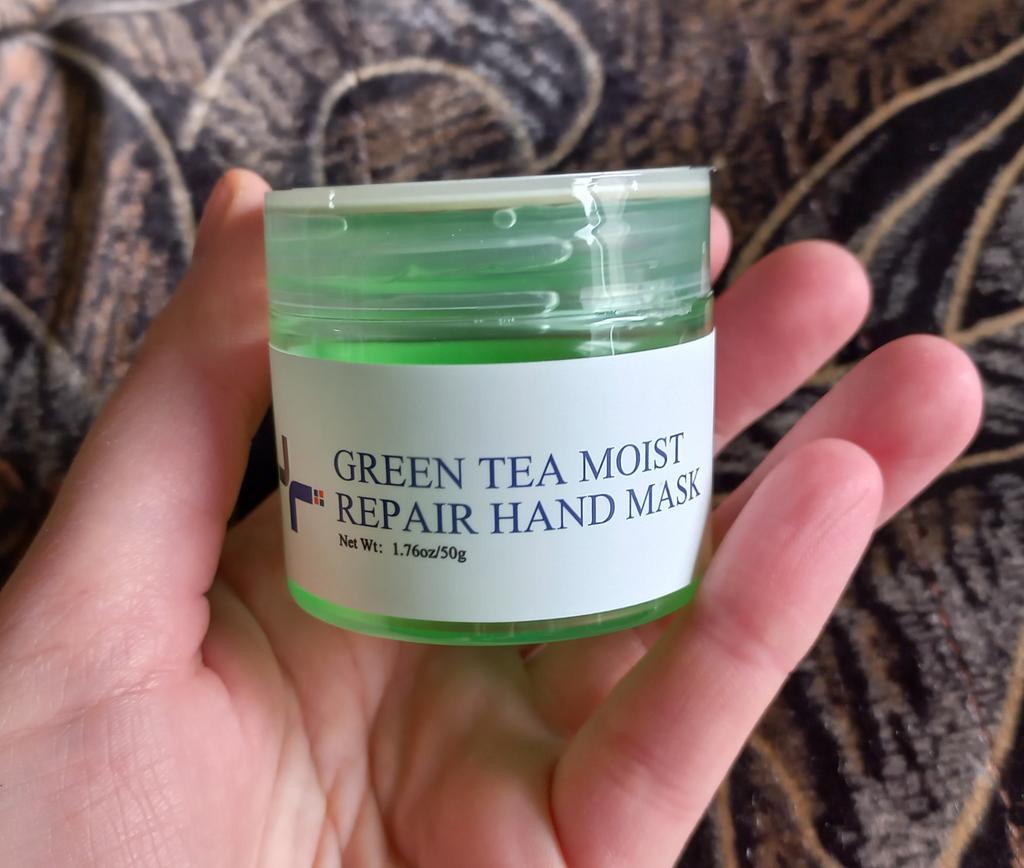 GREEN TEA MOIST
REPAIR HAND MASK
Net Wt: 1.76oz/50g